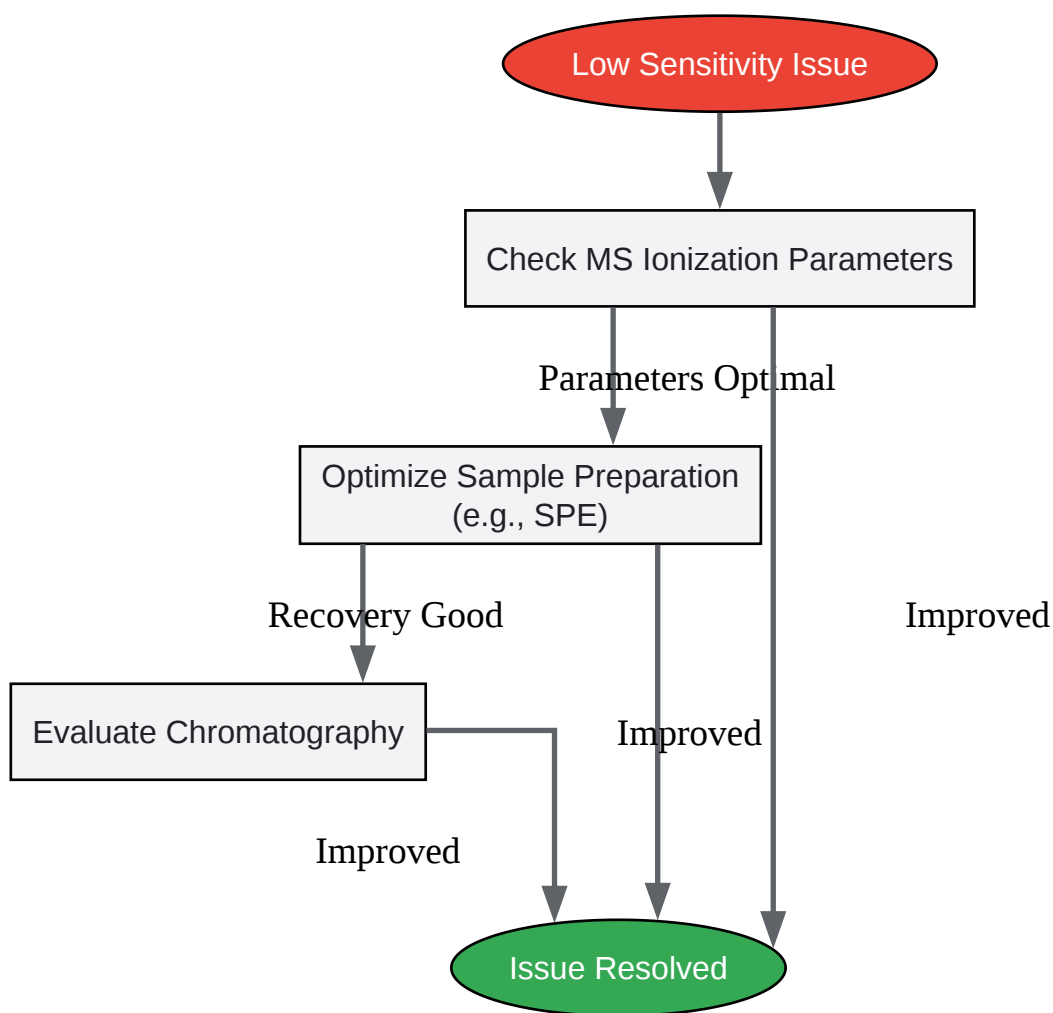 Low Sensitivity Issue
Check MS Ionization Parameters
Parameters Optimal
Optimize Sample Preparation
(e.g., SPE)
Recovery Good
Improved
Evaluate Chromatography
Improved
Improved
Issue Resolved